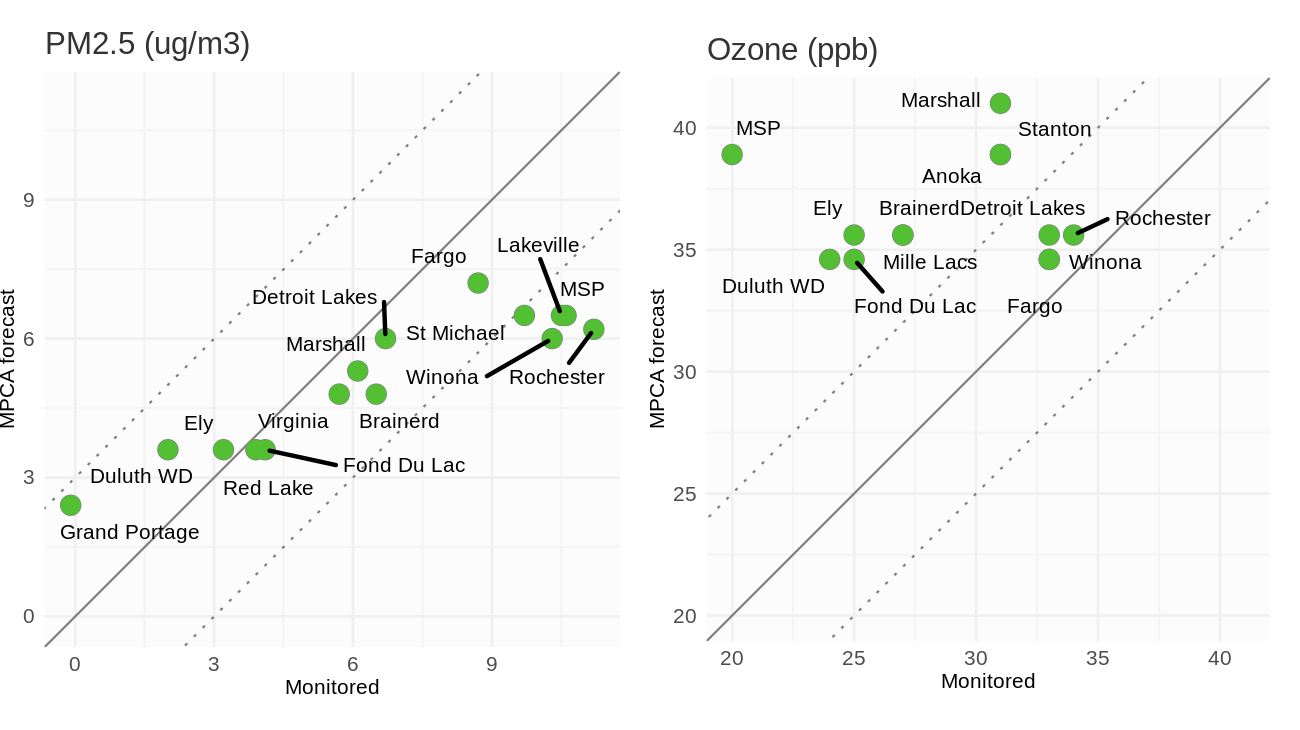 PM2.5 (ug/m3)
MPCA forecast
9
6
3
0
Lakeville
Fargo
MSP
Detroit Lakes
St Michael
Marshall
Winona
Rochester
Ely
Virginia
Brainerd
Fond Du Lac
Duluth WD
Red Lake
Grand Portage
0 3 6 9
Monitored
Ozone (ppb)
MPCA forecast
40
35
30
25
20
Marshall
MSP
Stanton
Anoka
Ely
Brainerd
Detroit Lakes
Rochester
Mille Lacs
Winona
Duluth WD
Fond Du Lac
Fargo
20 25 30 35 40
Monitored